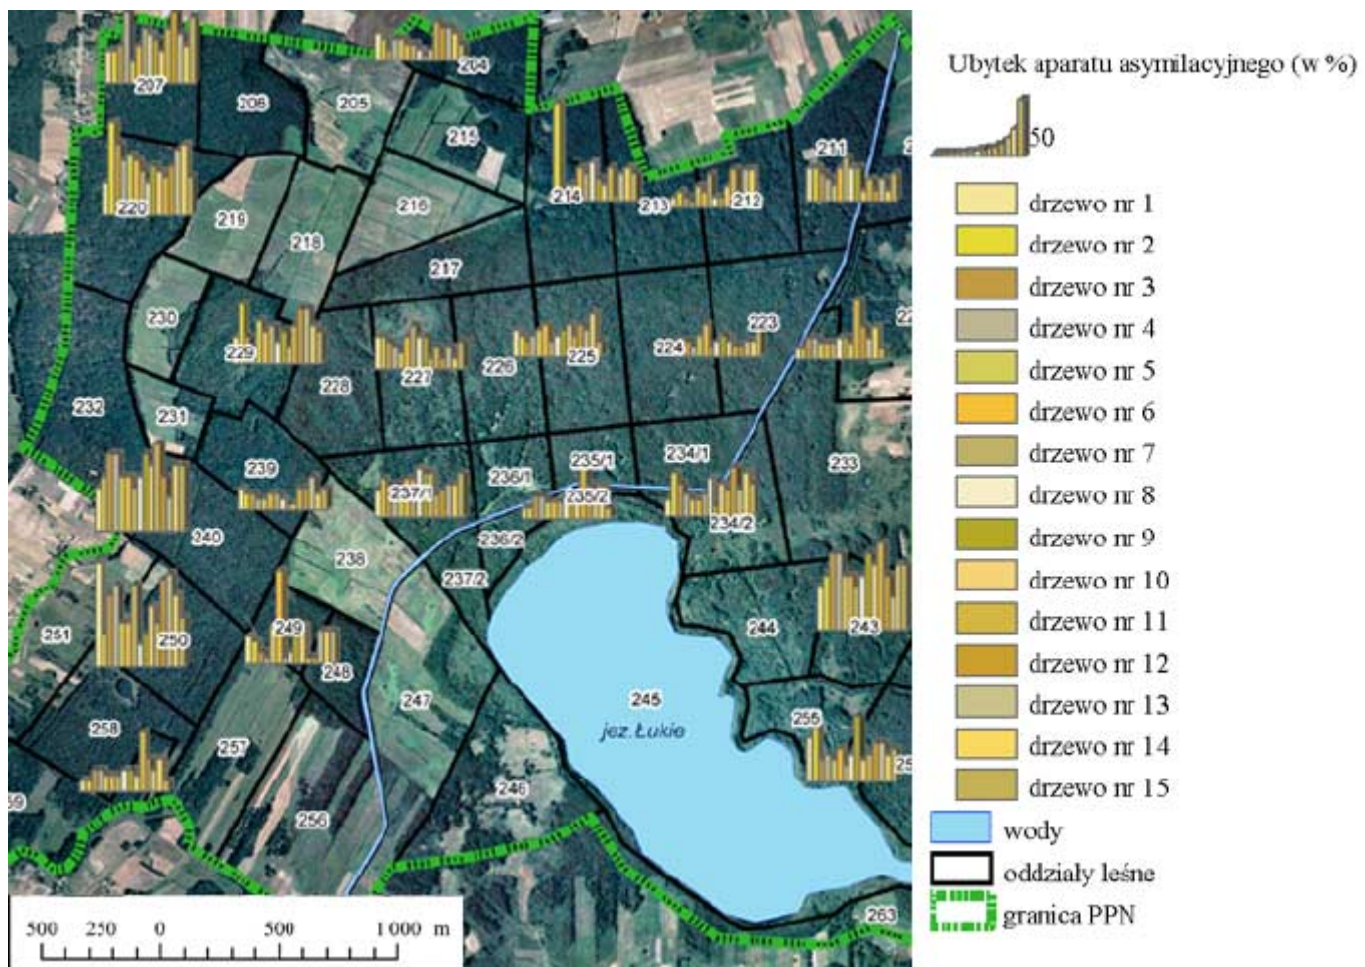 207
206
205
204
215
211
220
219
218
216
214
213
212
217
230
229
228
227
226
225
224
223
232
231
239
236/1
235/1
234/1
233
237/1
235/2
234/2
240
236/2
238
237/2
251
250
249
248
244
243
247
245
jez.Łukie
258
257
256
246
255
263
500 250 0 500 1 000 m
Ubytek aparatu asymilacyjnego (w %)
50
drzewo nr 1
drzewo nr 2
drzewo nr 3
drzewo nr 4
drzewo nr 5
drzewo nr 6
drzewo nr 7
drzewo nr 8
drzewo nr 9
drzewo nr 10
drzewo nr 11
drzewo nr 12
drzewo nr 13
drzewo nr 14
drzewo nr 15
wody
oddziały leśne
granica PPN